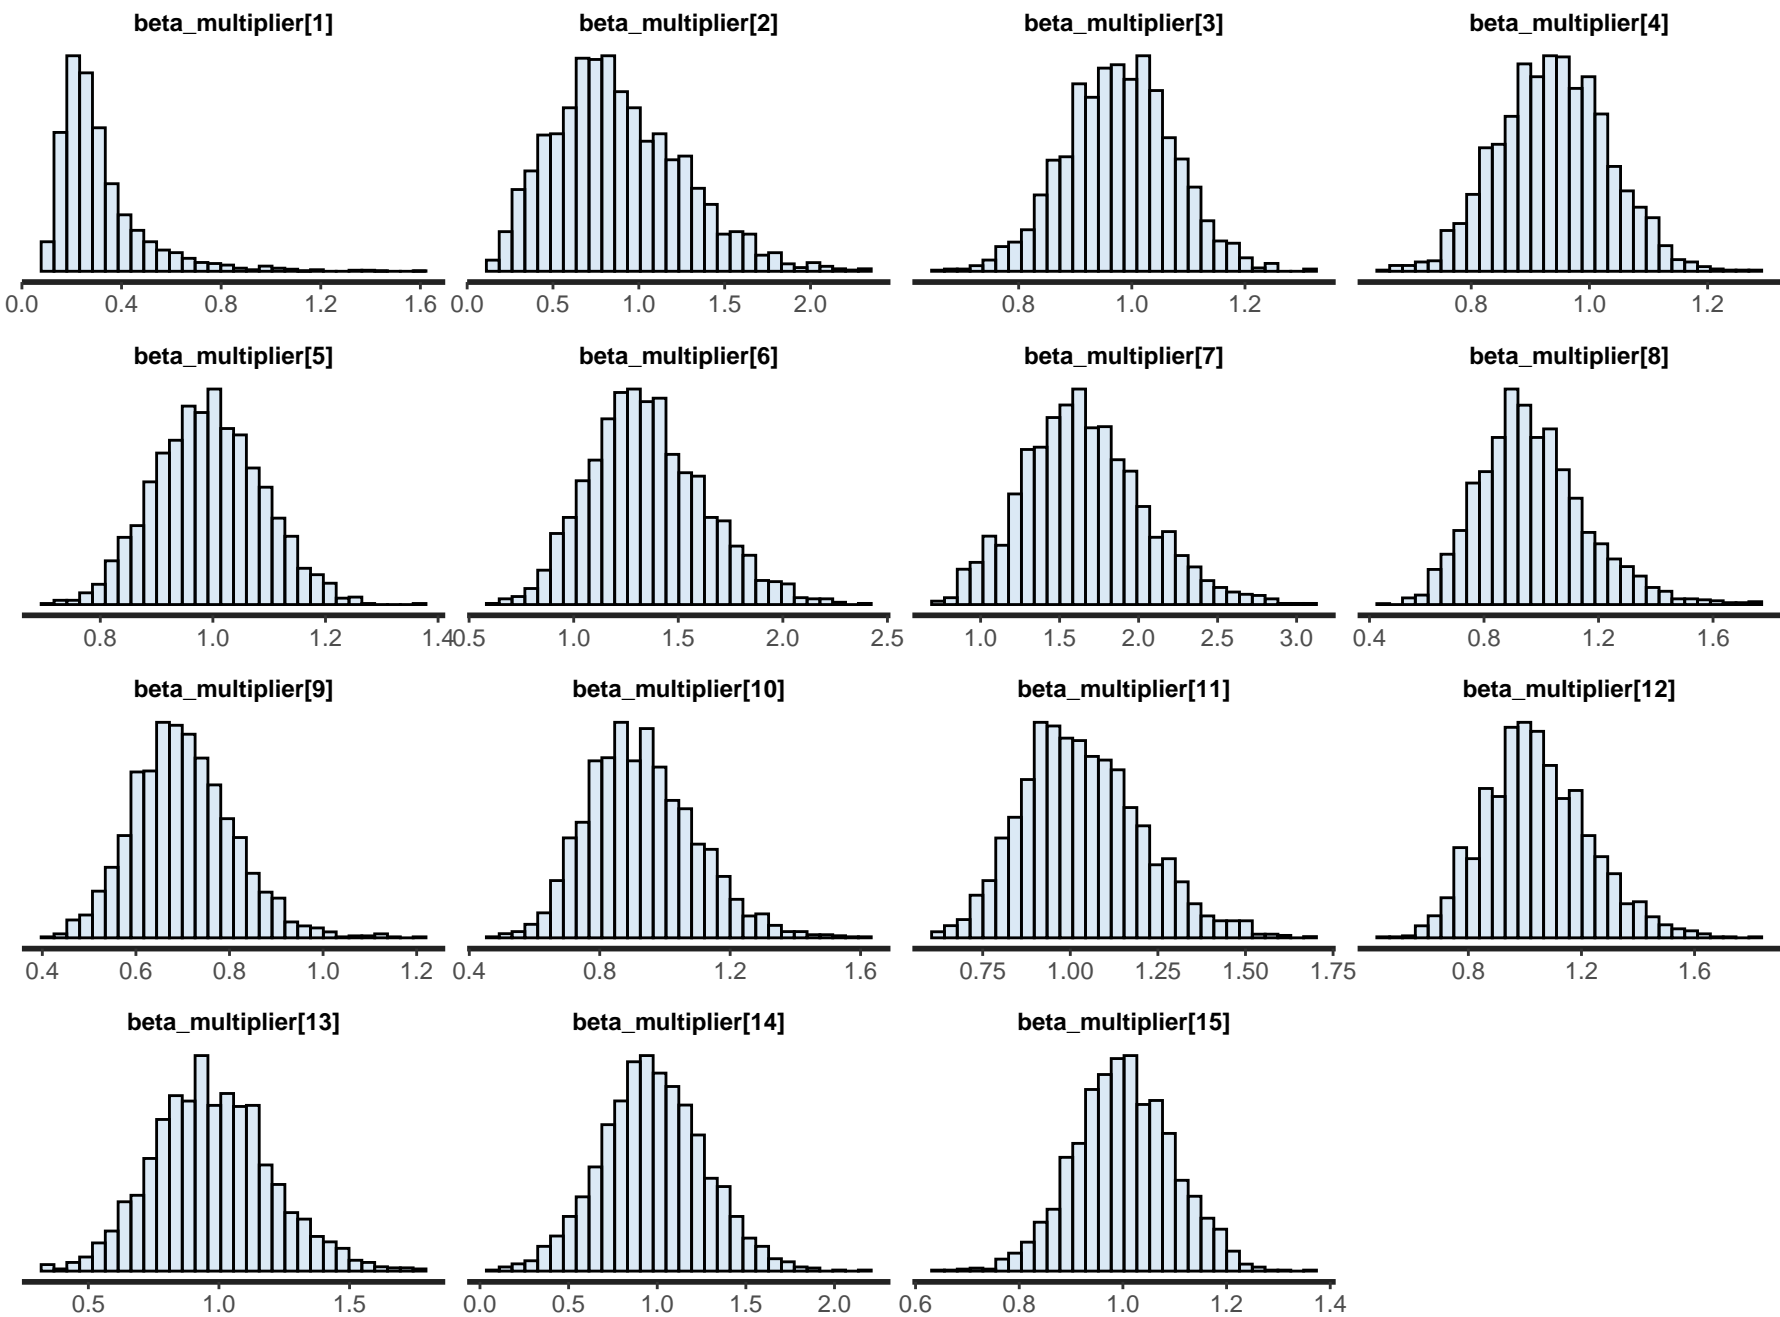 beta_multiplier[1] beta_multiplier[2] beta_multiplier[3] beta_multiplier[4]
0.0 0.4 0.8 1.2 1.6 0.0 0.5 1.0 1.5 2.0 0.8 1.0 1.2 0.8 1.0 1.2
beta_multiplier[5] beta_multiplier[6] beta_multiplier[7] beta_multiplier[8]
0.8 1.0 1.2 1.4 0.5 1.0 1.5 2.0 2.5 1.0 1.5 2.0 2.5 3.0 0.4 0.8 1.2 1.6
beta_multiplier[9] beta_multiplier[10] beta_multiplier[11] beta_multiplier[12]
0.4 0.6 0.8 1.0 1.2 0.4 0.8 1.2 1.6 0.75 1.00 1.25 1.50 1.75 0.8 1.2 1.6
beta_multiplier[13] beta_multiplier[14] beta_multiplier[15]
0.5 1.0 1.5 0.0 0.5 1.0 1.5 2.0 0.6 0.8 1.0 1.2 1.4